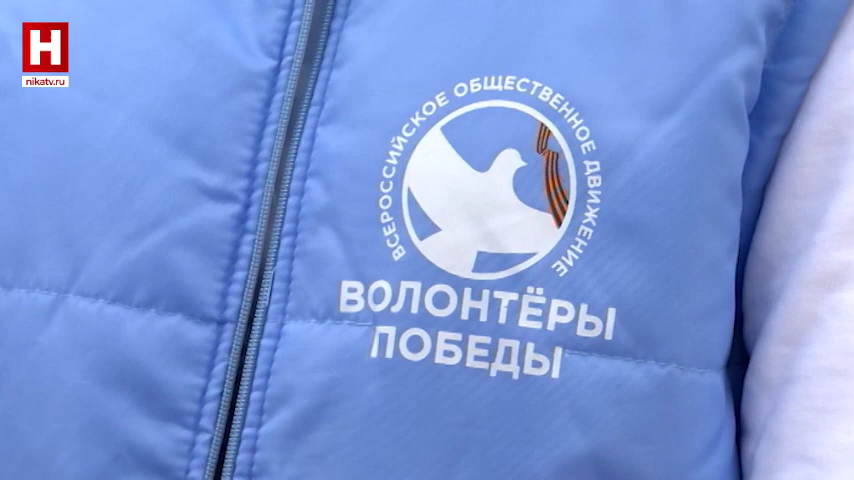 Н
nikatv.ru
ВСЕРОССИЙСКОЕ ОБЩЕСТВЕННОЕ ДВИЖЕНИЕ
ВОЛОНТЁРЫ
ПОБЕДЫ